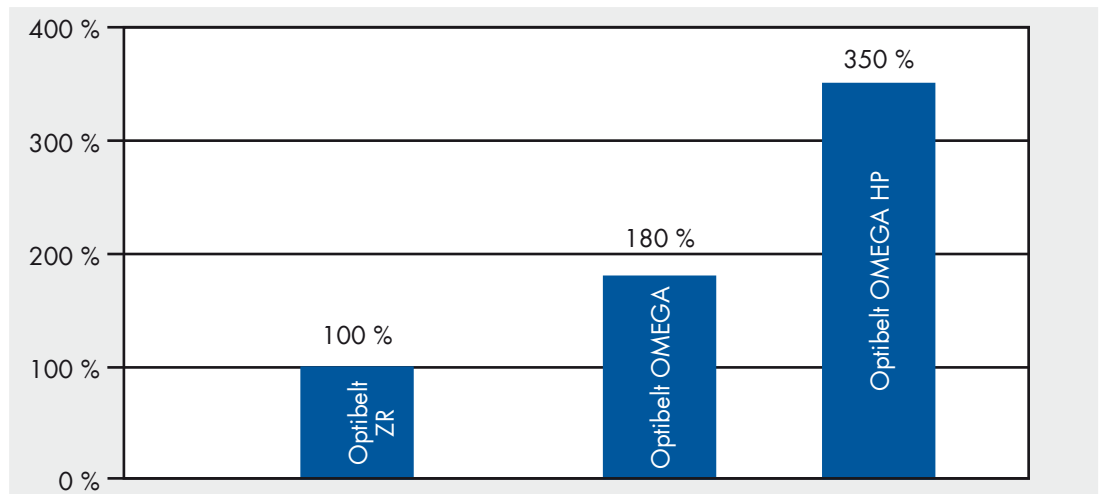 400 %
350 %
300 %
200 %
180 %
100 %
100 %
0 %
Optibelt
ZR
Optibelt OMEGA
Optibelt OMEGA HP